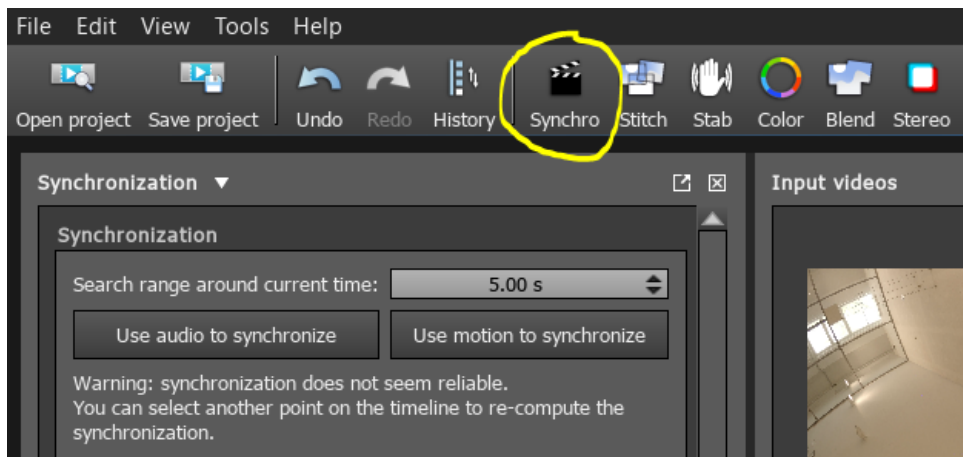 File Edit View Tools Help
Open project Save project Undo Redo History Synchro Stitch Stab Color Blend Stereo
Synchronization
Input videos
Synchronization
Search range around current time: 5.00 s
Use audio to synchronize Use motion to synchronize
Warning: synchronization does not seem reliable.
You can select another point on the timeline to re-compute the
synchronization.